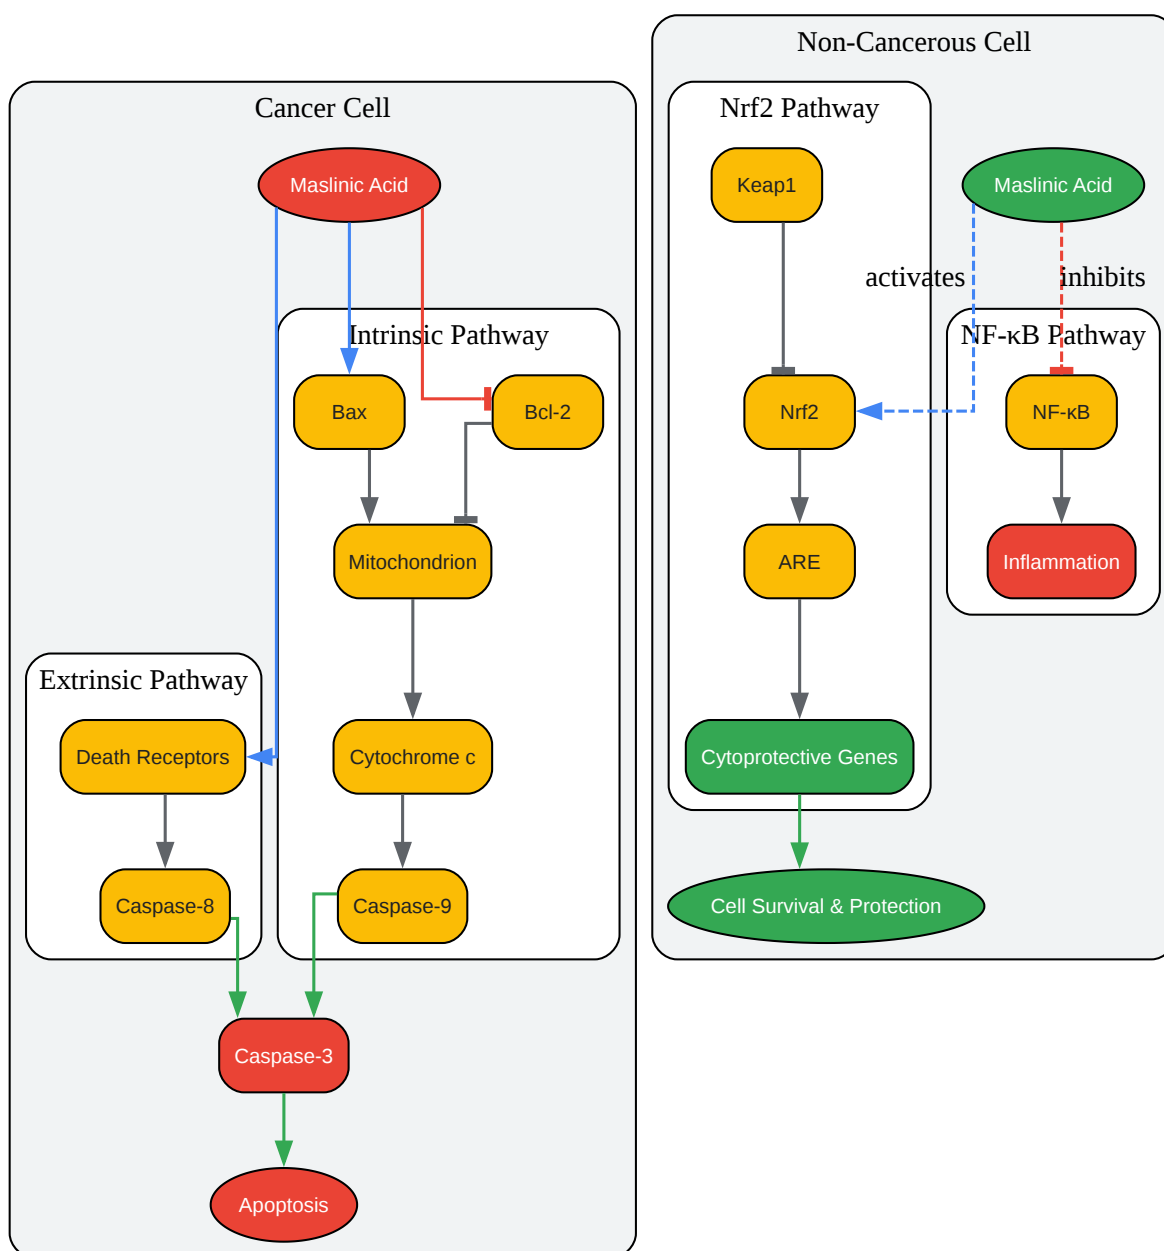 Cancer Cell
Maslinic Acid
Intrinsic Pathway
Bax
Bcl-2
Mitochondrion
Extrinsic Pathway
Death Receptors
Cytochrome c
Caspase-8
Caspase-9
Caspase-3
Apoptosis
Non-Cancerous Cell
Nrf2 Pathway
Keap1
Maslinic Acid
activates
inhibits
NF-κB Pathway
Nrf2
NF-κB
ARE
Inflammation
Cytoprotective Genes
Cell Survival & Protection